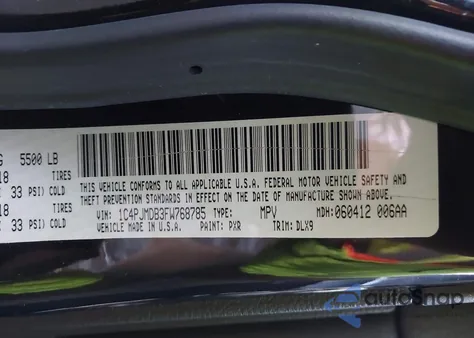 G 5500 LB
18 TIRES
33 PSI) COLD
18 TIRES
33 PSI) COLD
THIS VEHICLE CONFORMS TO ALL APPLICABLE U.S.A. FEDERAL MOTOR VEHICLE SAFETY AND
THEFT PREVENTION STANDARDS IN EFFECT ON THE DATE OF MANUFACTURE SHOWN ABOVE.
VIN: 1C4PJMDB3FW768785 TYPE: MPV MDH: 060412 006AA
VEHICLE MADE IN U.S.A. PAINT: PXR TRIM: DLX9
autoSnap